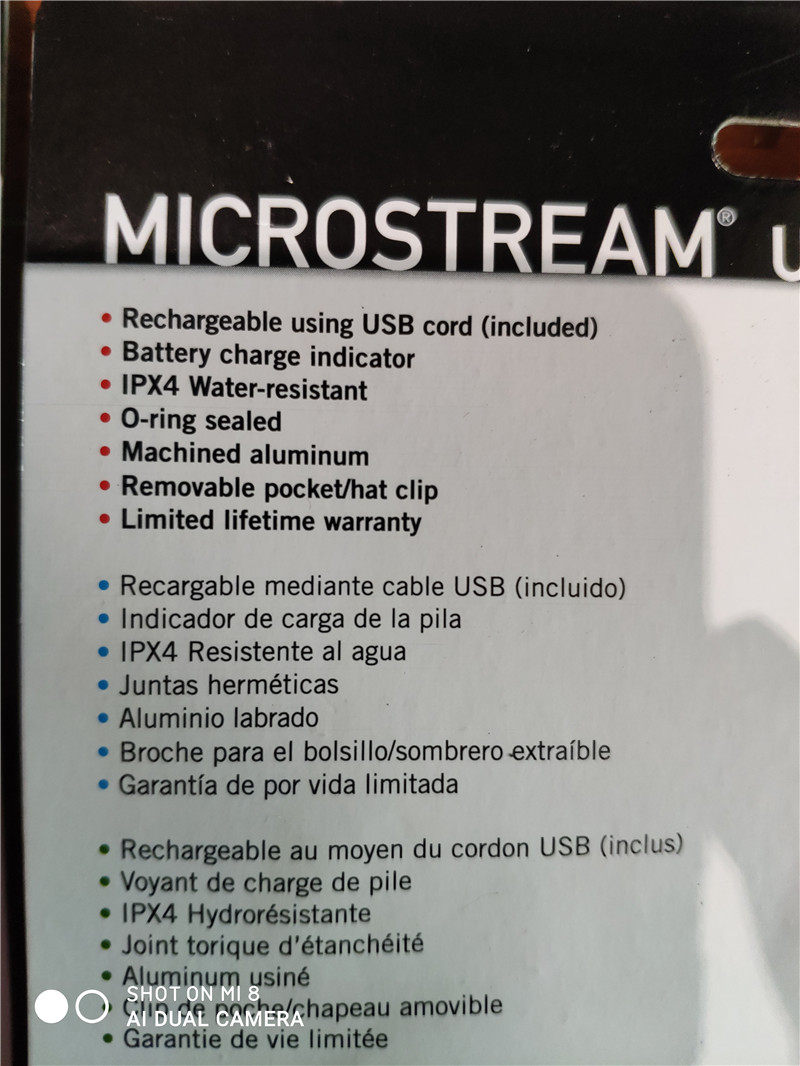 MICROSTREAM® U
• Rechargeable using USB cord (included)
• Battery charge indicator
• IPX4 Water-resistant
• O-ring sealed
• Machined aluminum
• Removable pocket/hat clip
• Limited lifetime warranty
• Recargable mediante cable USB (incluido)
• Indicador de carga de la pila
• IPX4 Resistente al agua
• Juntas herméticas
• Aluminio labrado
• Broche para el bolsillo/sombrero extraíble
• Garantía de por vida limitada
• Rechargeable au moyen du cordon USB (inclus)
• Voyant de charge de pile
• IPX4 Hydrorésistante
• Joint torique d'étanchéité
• Aluminum usiné
SHOT ON MI 8
• Clip de poche/chapeau amovible
AI DUAL CAMERA
• Garantie de vie limitée